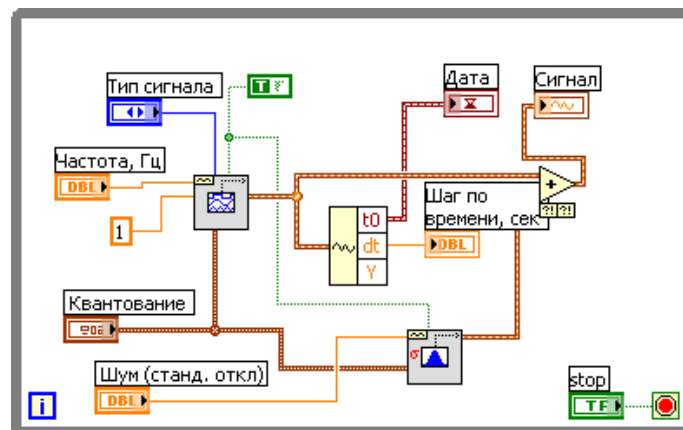 Дата
Сигнал
Тип сигнала
T F
Частота, Гц
DBL
Шаг по
времени, сек
t0
1
dt
DBL
Y
Квантование
Шум (станд. откл)
σ
stop
i
DBL
TF